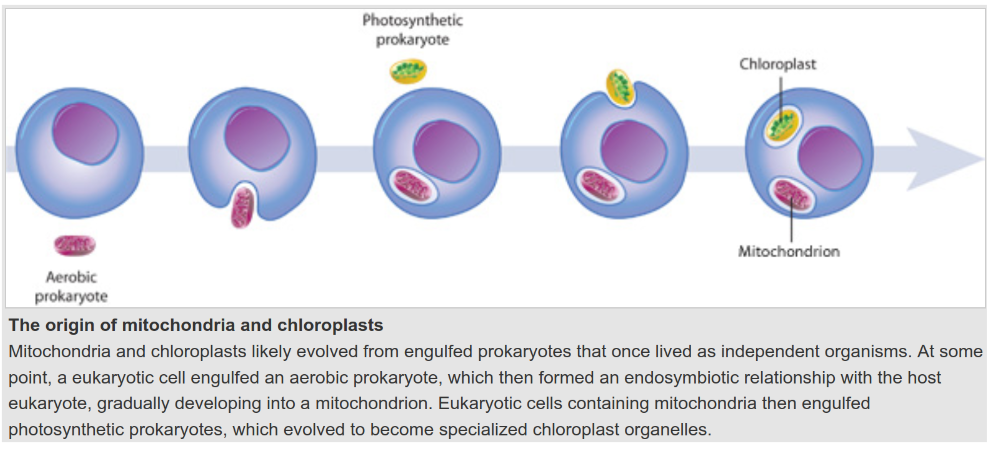 Photosynthetic
prokaryote
Chloroplast
Mitochondrion
Aerobic
prokaryote
The origin of mitochondria and chloroplasts
Mitochondria and chloroplasts likely evolved from engulfed prokaryotes that once lived as independent organisms. At some
point, a eukaryotic cell engulfed an aerobic prokaryote, which then formed an endosymbiotic relationship with the host
eukaryote, gradually developing into a mitochondrion. Eukaryotic cells containing mitochondria then engulfed
photosynthetic prokaryotes, which evolved to become specialized chloroplast organelles.